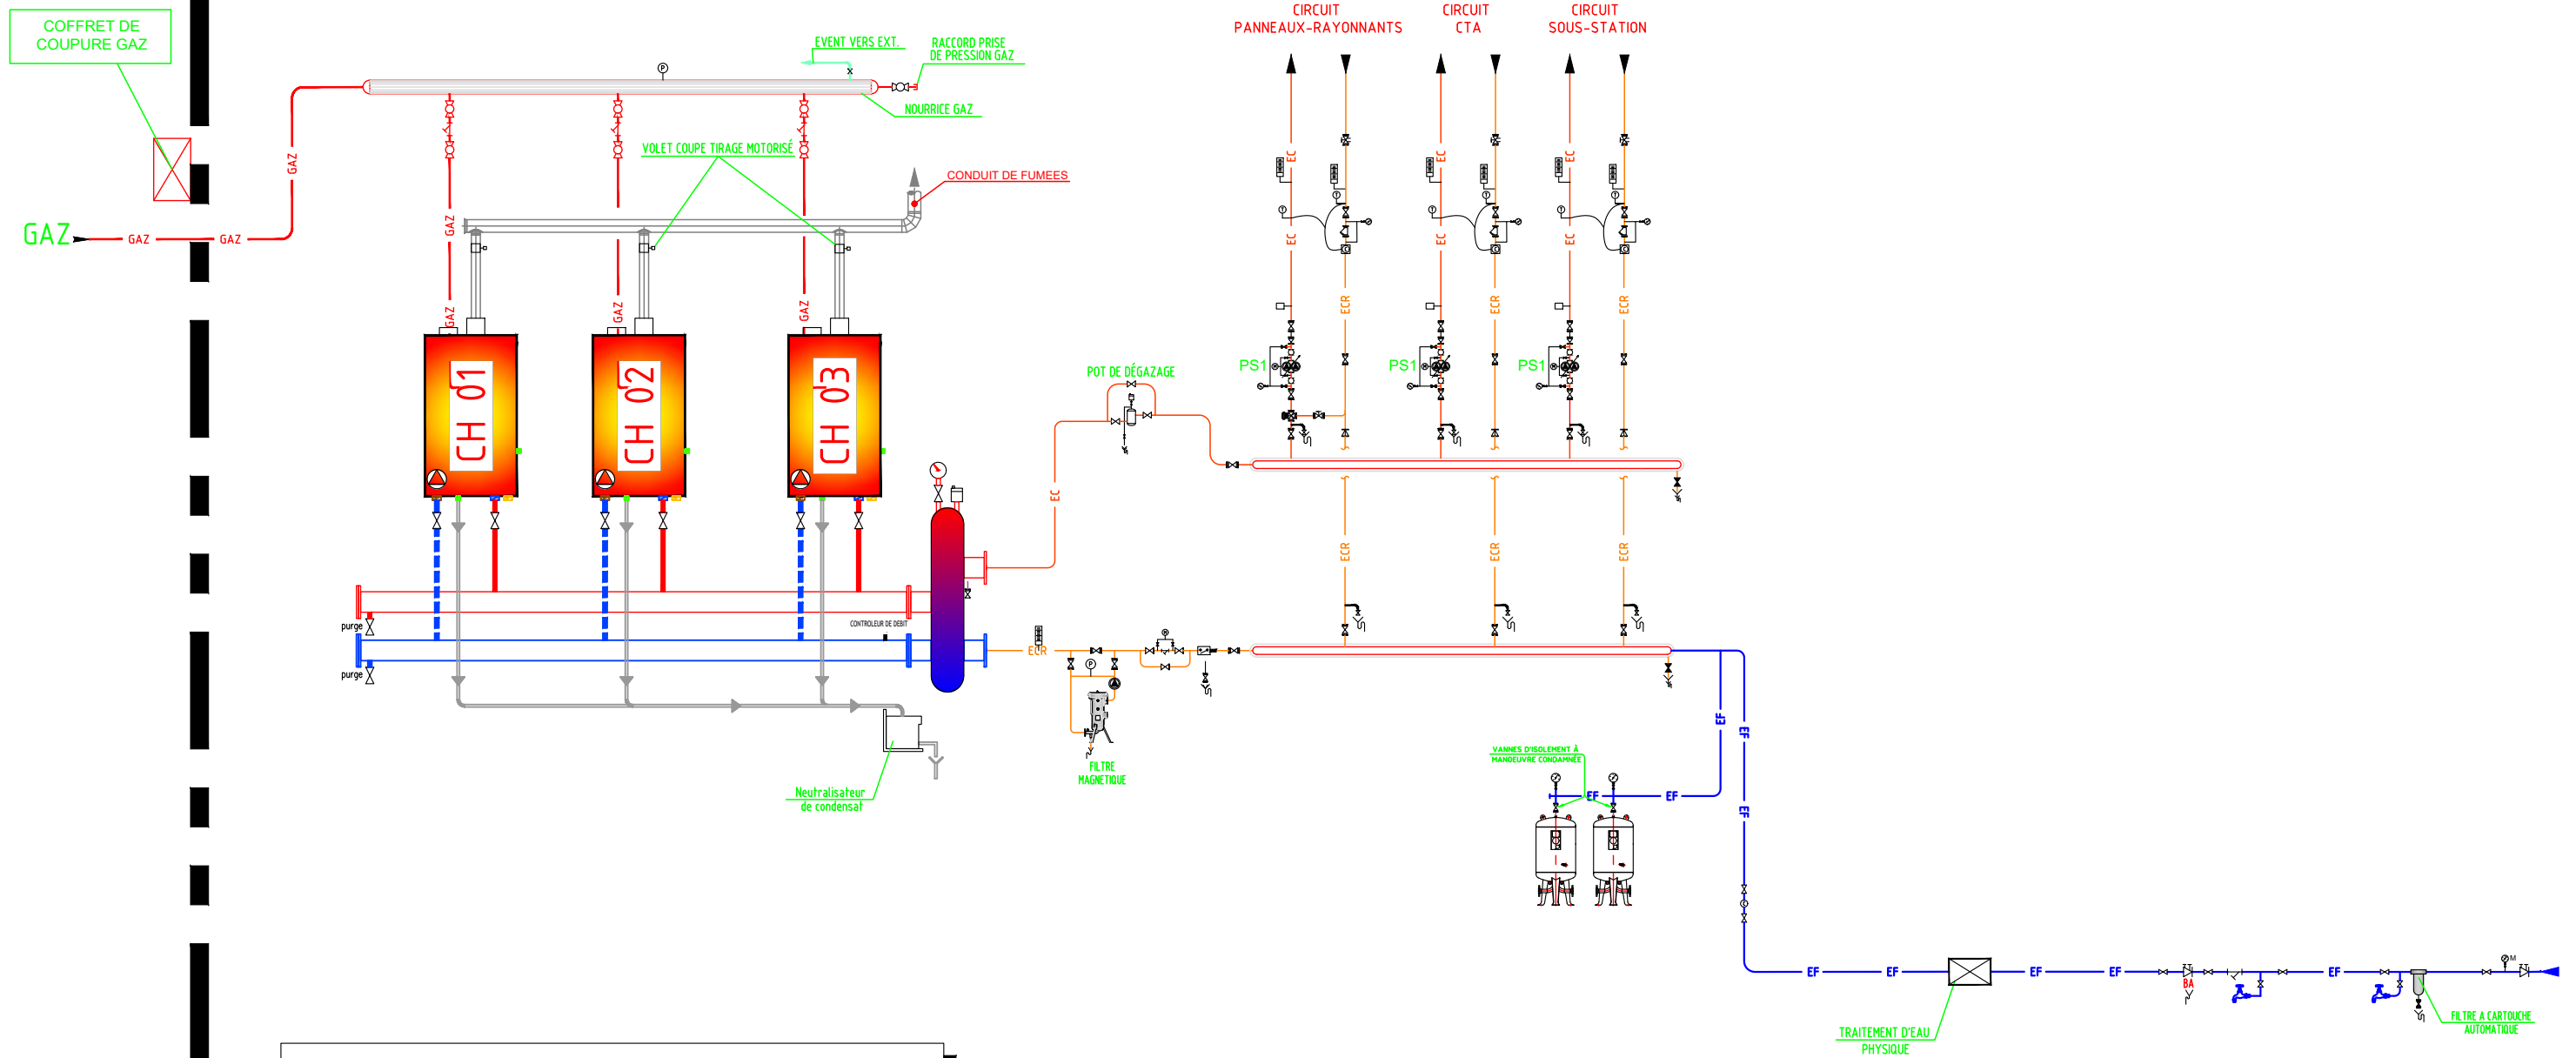 COFFRET DE
COUPURE GAZ
EVENT VERS EXT.
RACCORD PRISE
DE PRESSION GAZ
P
X
NOURRICE GAZ
VOLET COUPE TIRAGE MOTORISÉ
CONDUIT DE FUMEES
GAZ
GAZ
GAZ
GAZ
GAZ
GAZ
GAZ
GAZ
GAZ
GAZ
CH 01
CH 02
CH 03
CIRCUIT
PANNEAUX-RAYONNANTS
CIRCUIT
CTA
CIRCUIT
SOUS-STATION
EC
EC
EC
EC
EC
EC
T
T
T
T
T
T
C
C
C
ECR
ECR
ECR
PS1
PS1
PS1
POT DE DÉGAZAGE
EC
ECR
ECR
ECR
purge
purge
CONTROLEUR DE DEBIT
ECR
P
FILTRE
MAGNETIQUE
Neutralisateur
de condensat
VANNES D'ISOLEMENT À
MANOEUVRE CONDAMNÉE
EF
EF
EF
EF
EF
C
EF
EF
EF
EF
EF
EF
BA
M
TRAITEMENT D'EAU
PHYSIQUE
FILTRE A CARTOUCHE
AUTOMATIQUE